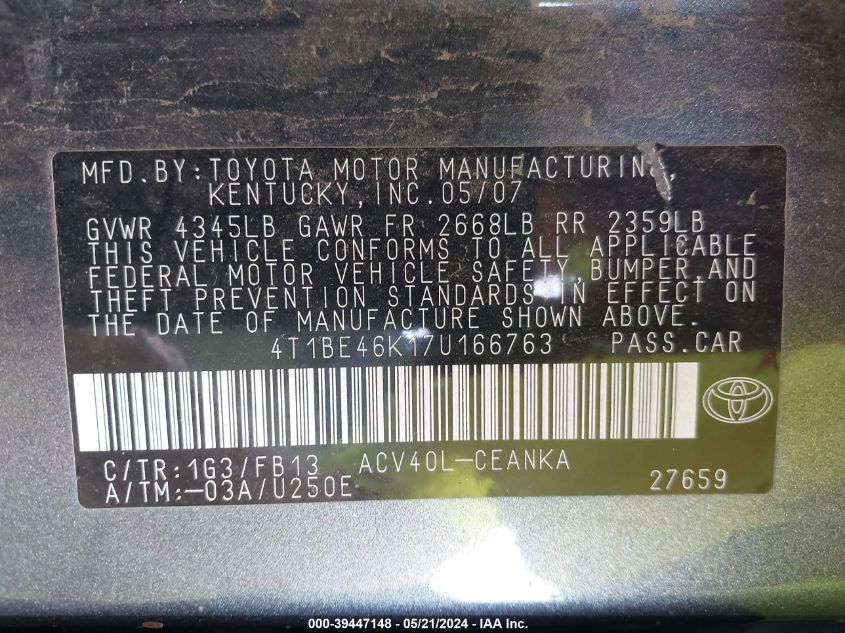 MFD.BY:TOYOTA MOTOR MANUFACTURING,
KENTUCKY,INC.05/07
GVWR 4345LB GAWR FR 2668LB RR 2359LB
THIS VEHICLE CONFORMS TO ALL APPLICABLE
FEDERAL MOTOR VEHICLE SAFETY,BUMPER,AND
THEFT PREVENTION STANDARDS IN EFFECT ON
THE DATE OF MANUFACTURE SHOWN ABOVE.
4T1BE46K17U166763 PASS.CAR
C/TR:1G3/FB13 ACV40L-CEANKA
A/TM:-03A/U250E 27659
000-39447148 - 05/21/2024 - IAA Inc.